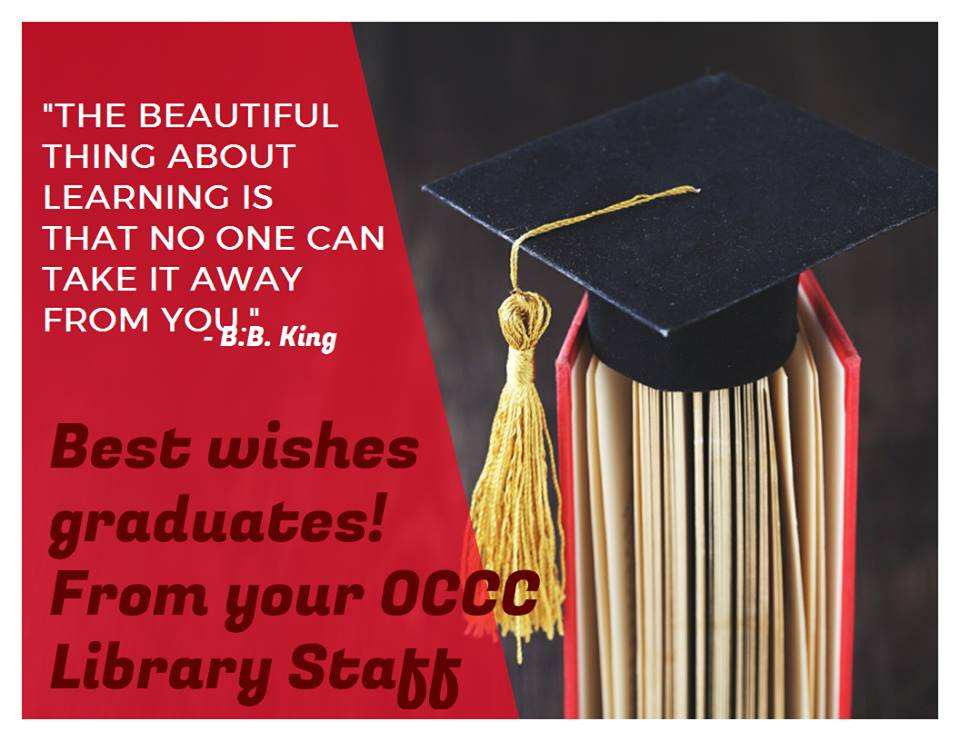 "THE BEAUTIFUL
THING ABOUT
LEARNING IS
THAT NO ONE CAN
TAKE IT AWAY
FROM YOU."
- B.B. King
Best wishes
graduates!
From your OCCC
Library Staff